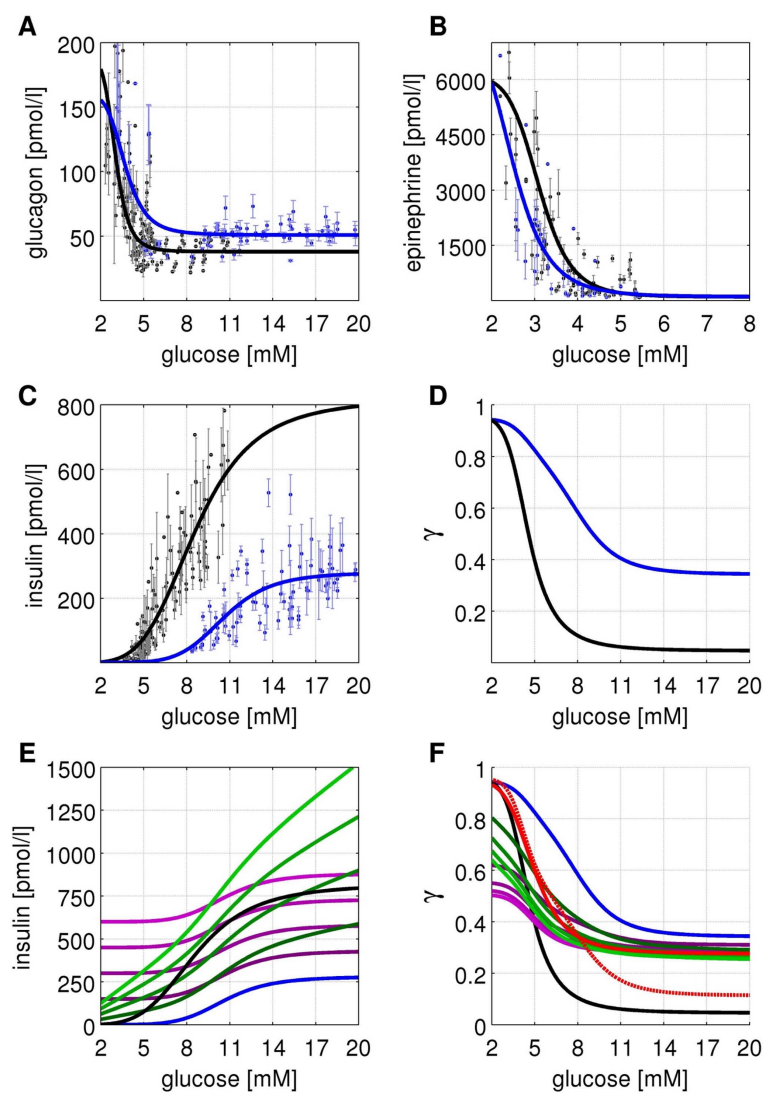 A
200
150
100
50
glucagon [pmol/l]
2 5 8 11 14 17 20
glucose [mM]
B
6000
4500
3000
1500
epinephrine [pmol/l]
2 3 4 5 6 7 8
glucose [mM]
C
800
600
400
200
insulin [pmol/l]
2 5 8 11 14 17 20
glucose [mM]
D
1
0.8
0.6
0.4
0.2
γ
2 5 8 11 14 17 20
glucose [mM]
E
1500
1250
1000
750
500
250
0
insulin [pmol/l]
2 5 8 11 14 17 20
glucose [mM]
F
1
0.8
0.6
0.4
0.2
0
γ
2 5 8 11 14 17 20
glucose [mM]